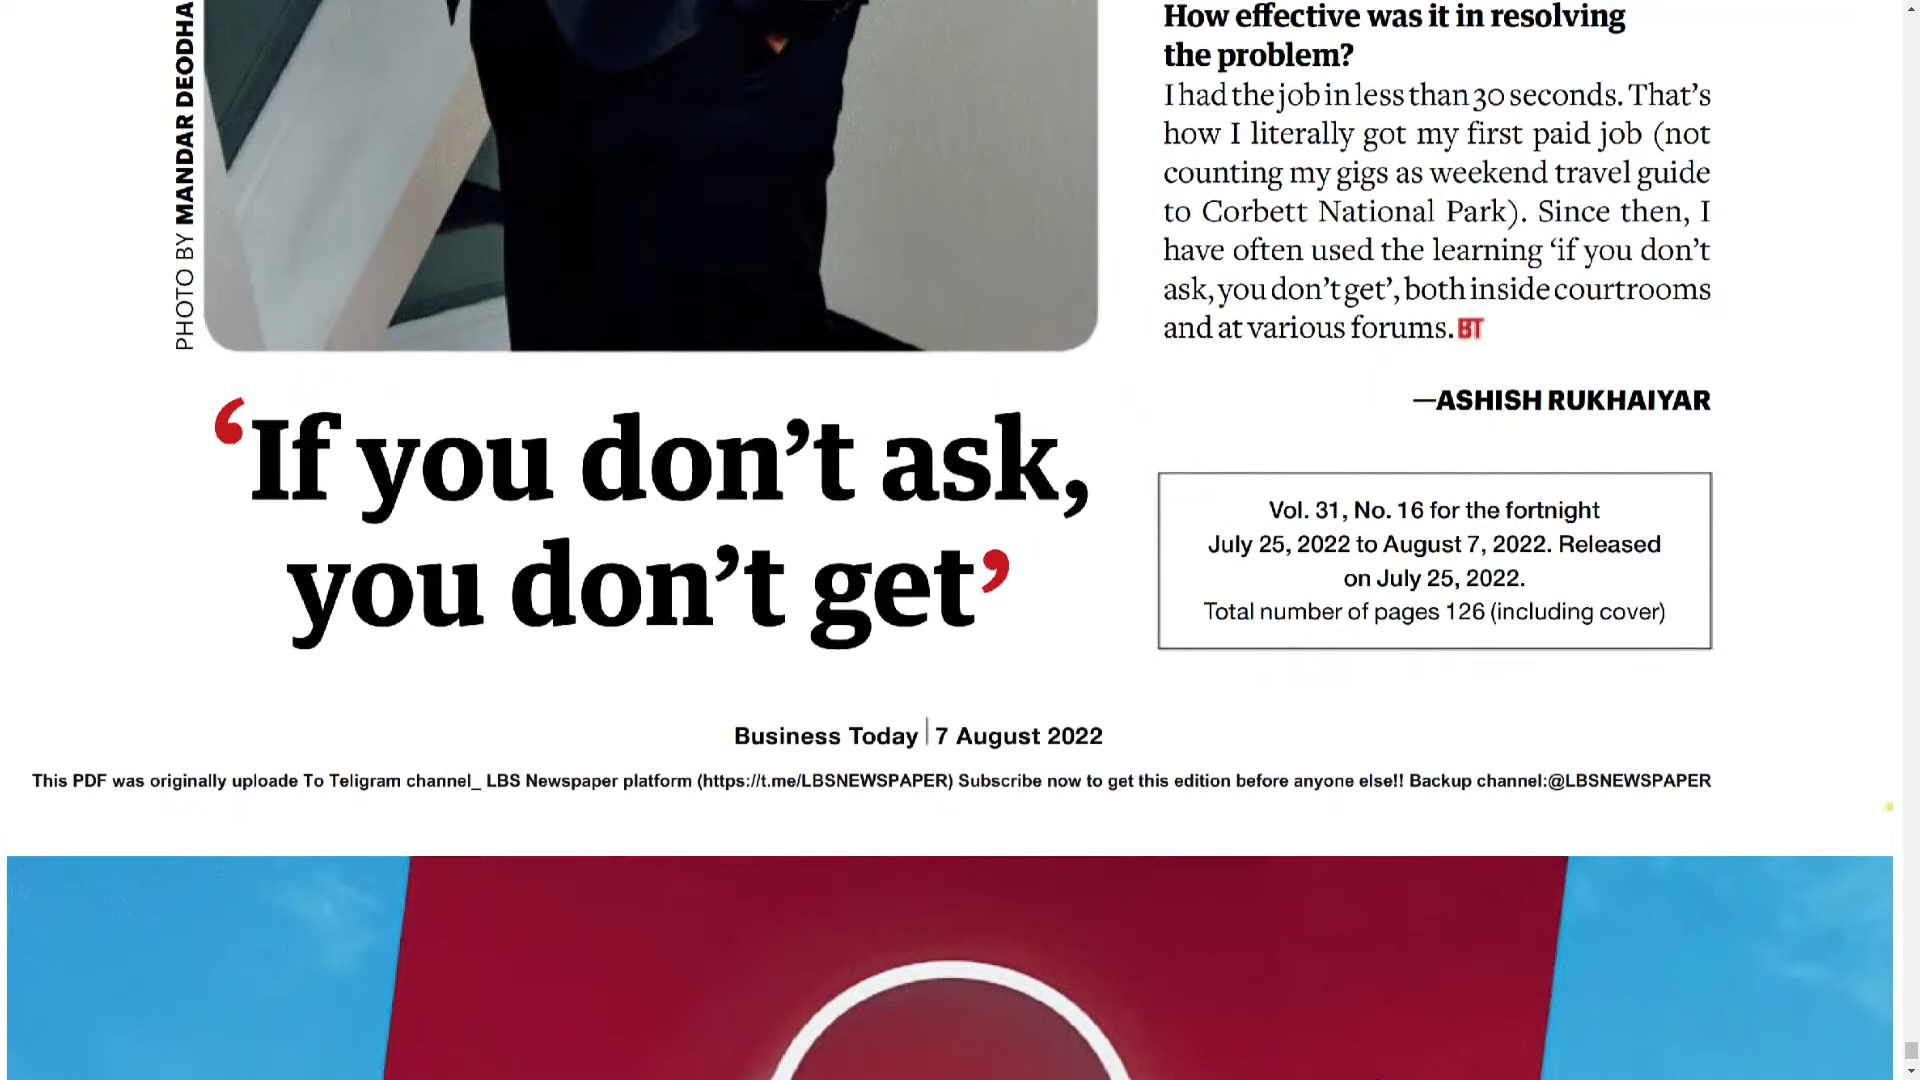 PHOTO BY MANDAR DEODHA
How effective was it in resolving
the problem?
I had the job in less than 30 seconds. That's
how I literally got my first paid job (not
counting my gigs as weekend travel guide
to Corbett National Park). Since then, I
have often used the learning ‘if you don’t
ask, you don’t get’, both inside courtrooms
and at various forums. BT
—ASHISH RUKHAIYAR
‘If you don’t ask,
you don’t get’
Vol. 31, No. 16 for the fortnight
July 25, 2022 to August 7, 2022. Released
on July 25, 2022.
Total number of pages 126 (including cover)
Business Today | 7 August 2022
This PDF was originally uploade To Teligram channel_ LBS Newspaper platform (https://t.me/LBSNEWSPAPER) Subscribe now to get this edition before anyone else!! Backup channel:@LBSNEWSPAPER